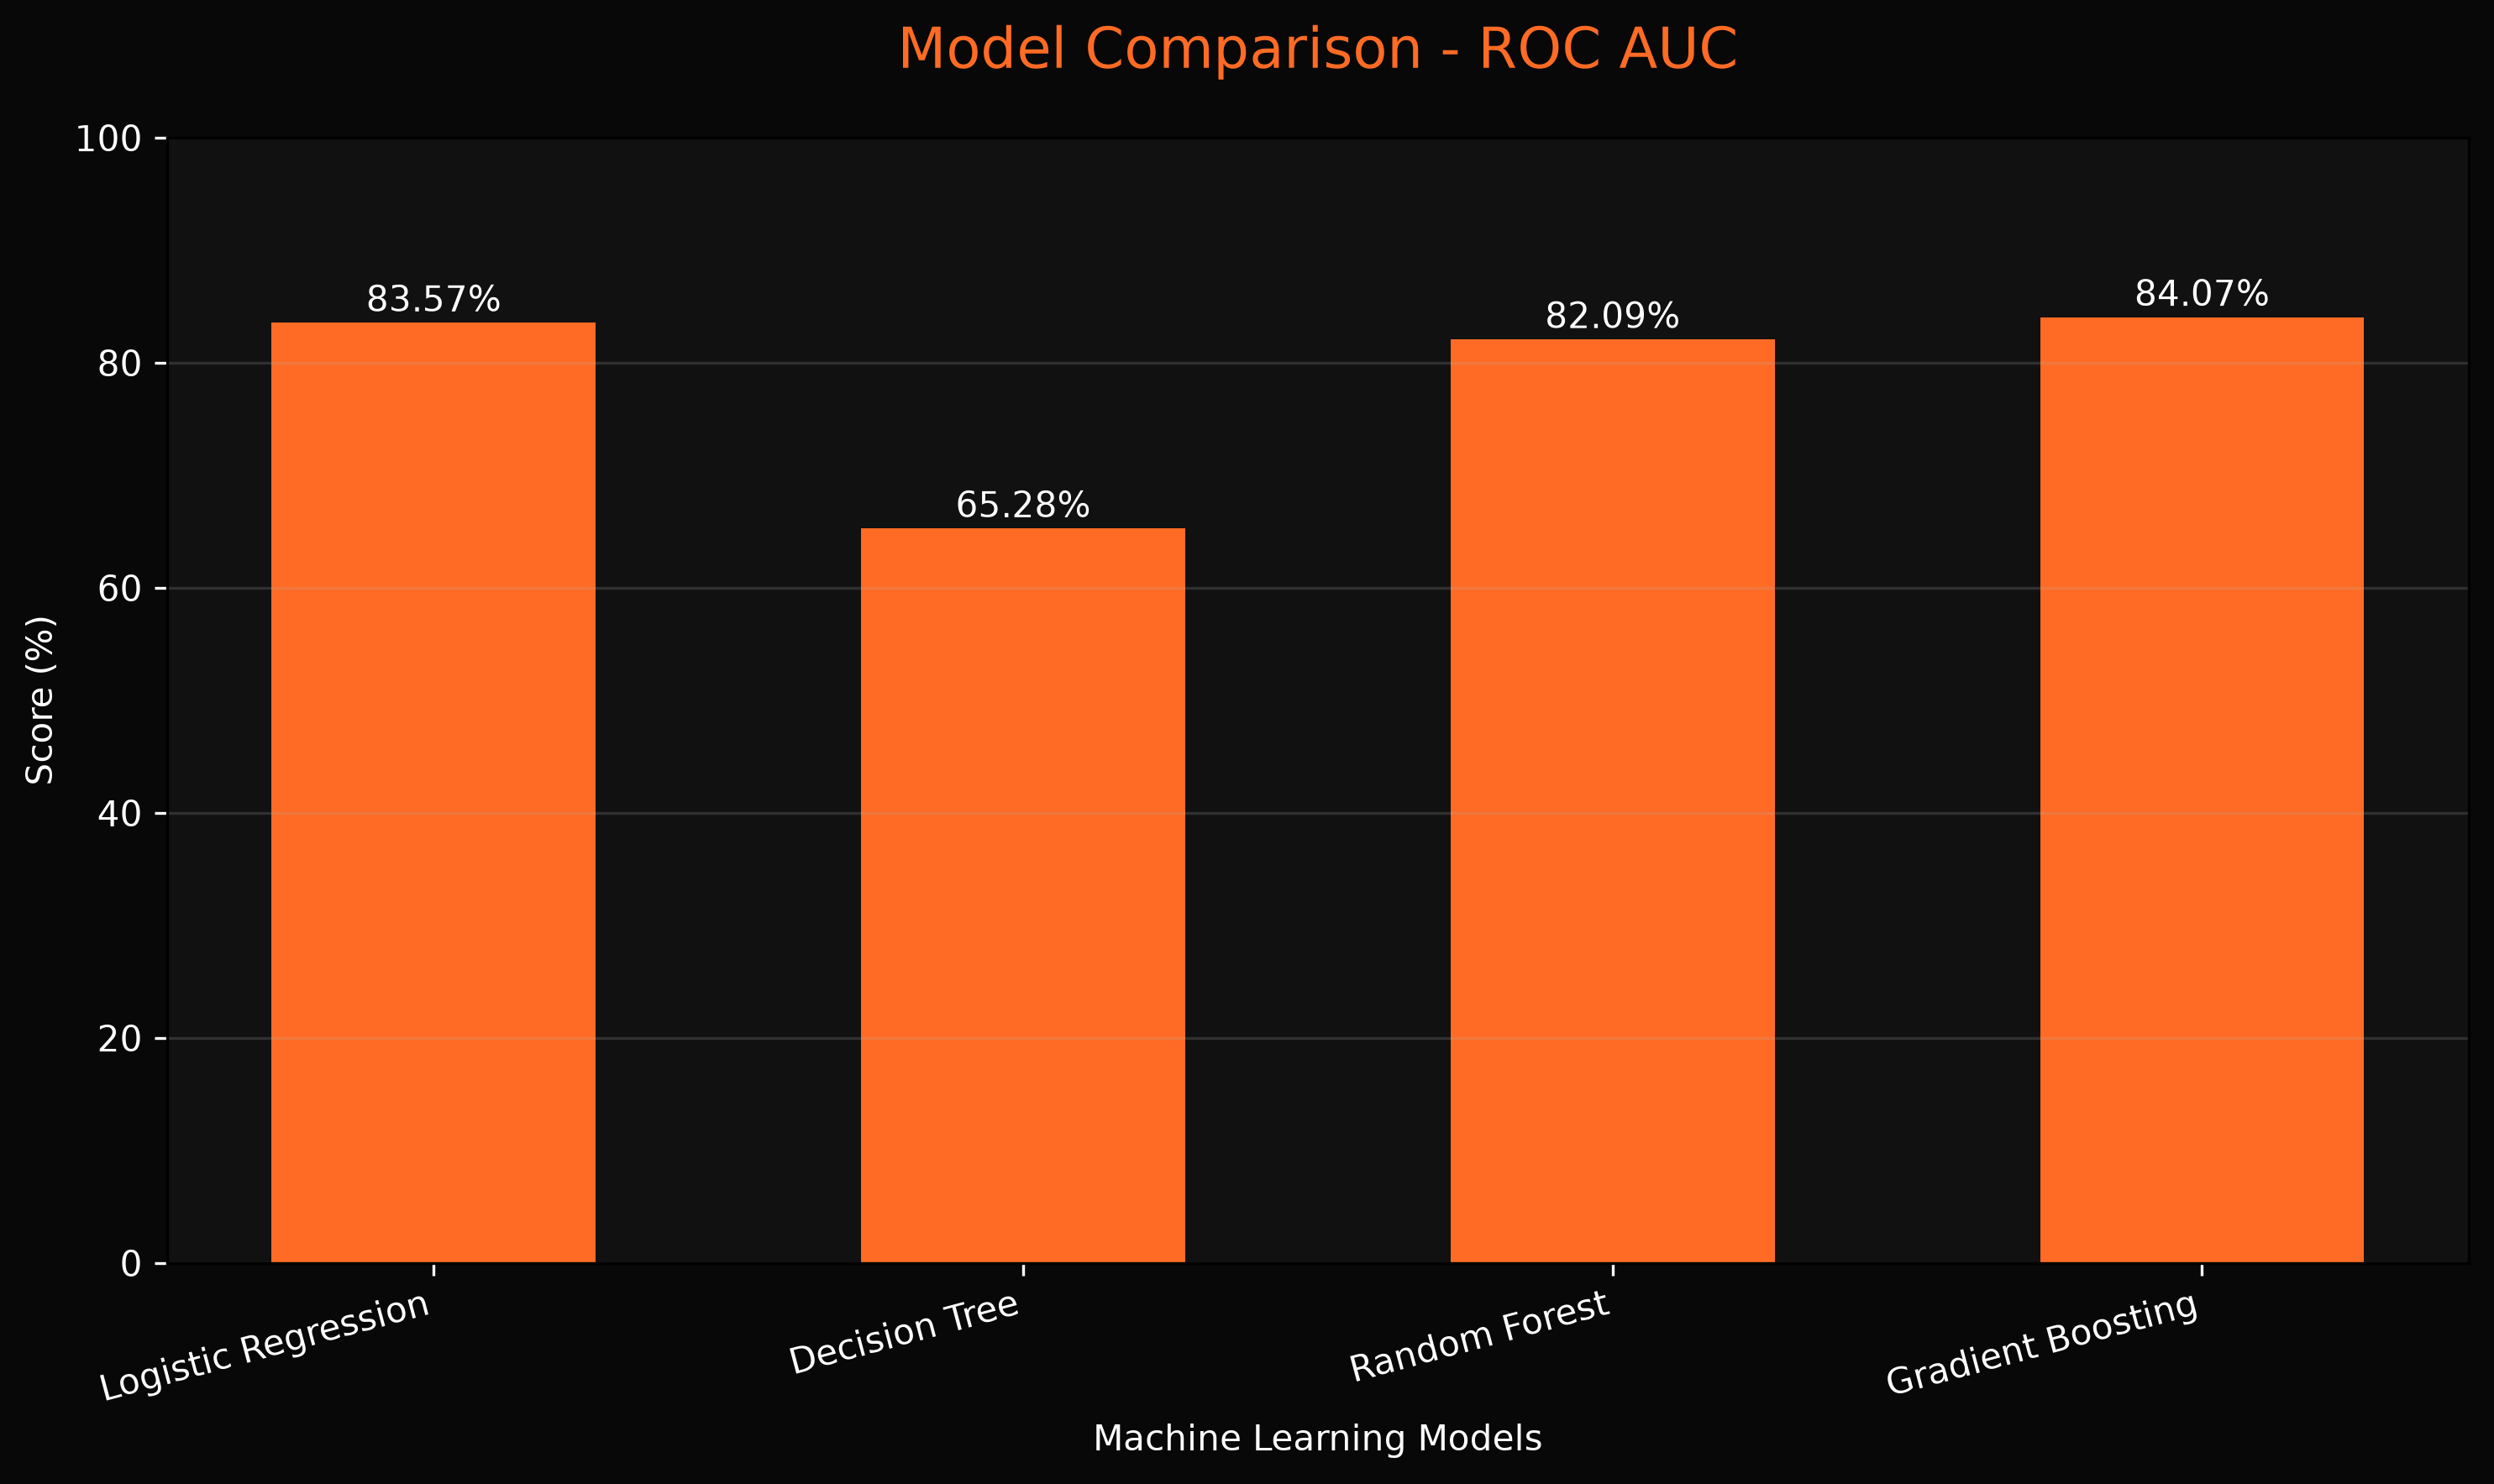 Model Comparison - ROC AUC
100
80
60
40
20
0
Score (%)
83.57%
65.28%
82.09%
84.07%
Logistic Regression
Decision Tree
Random Forest
Gradient Boosting
Machine Learning Models